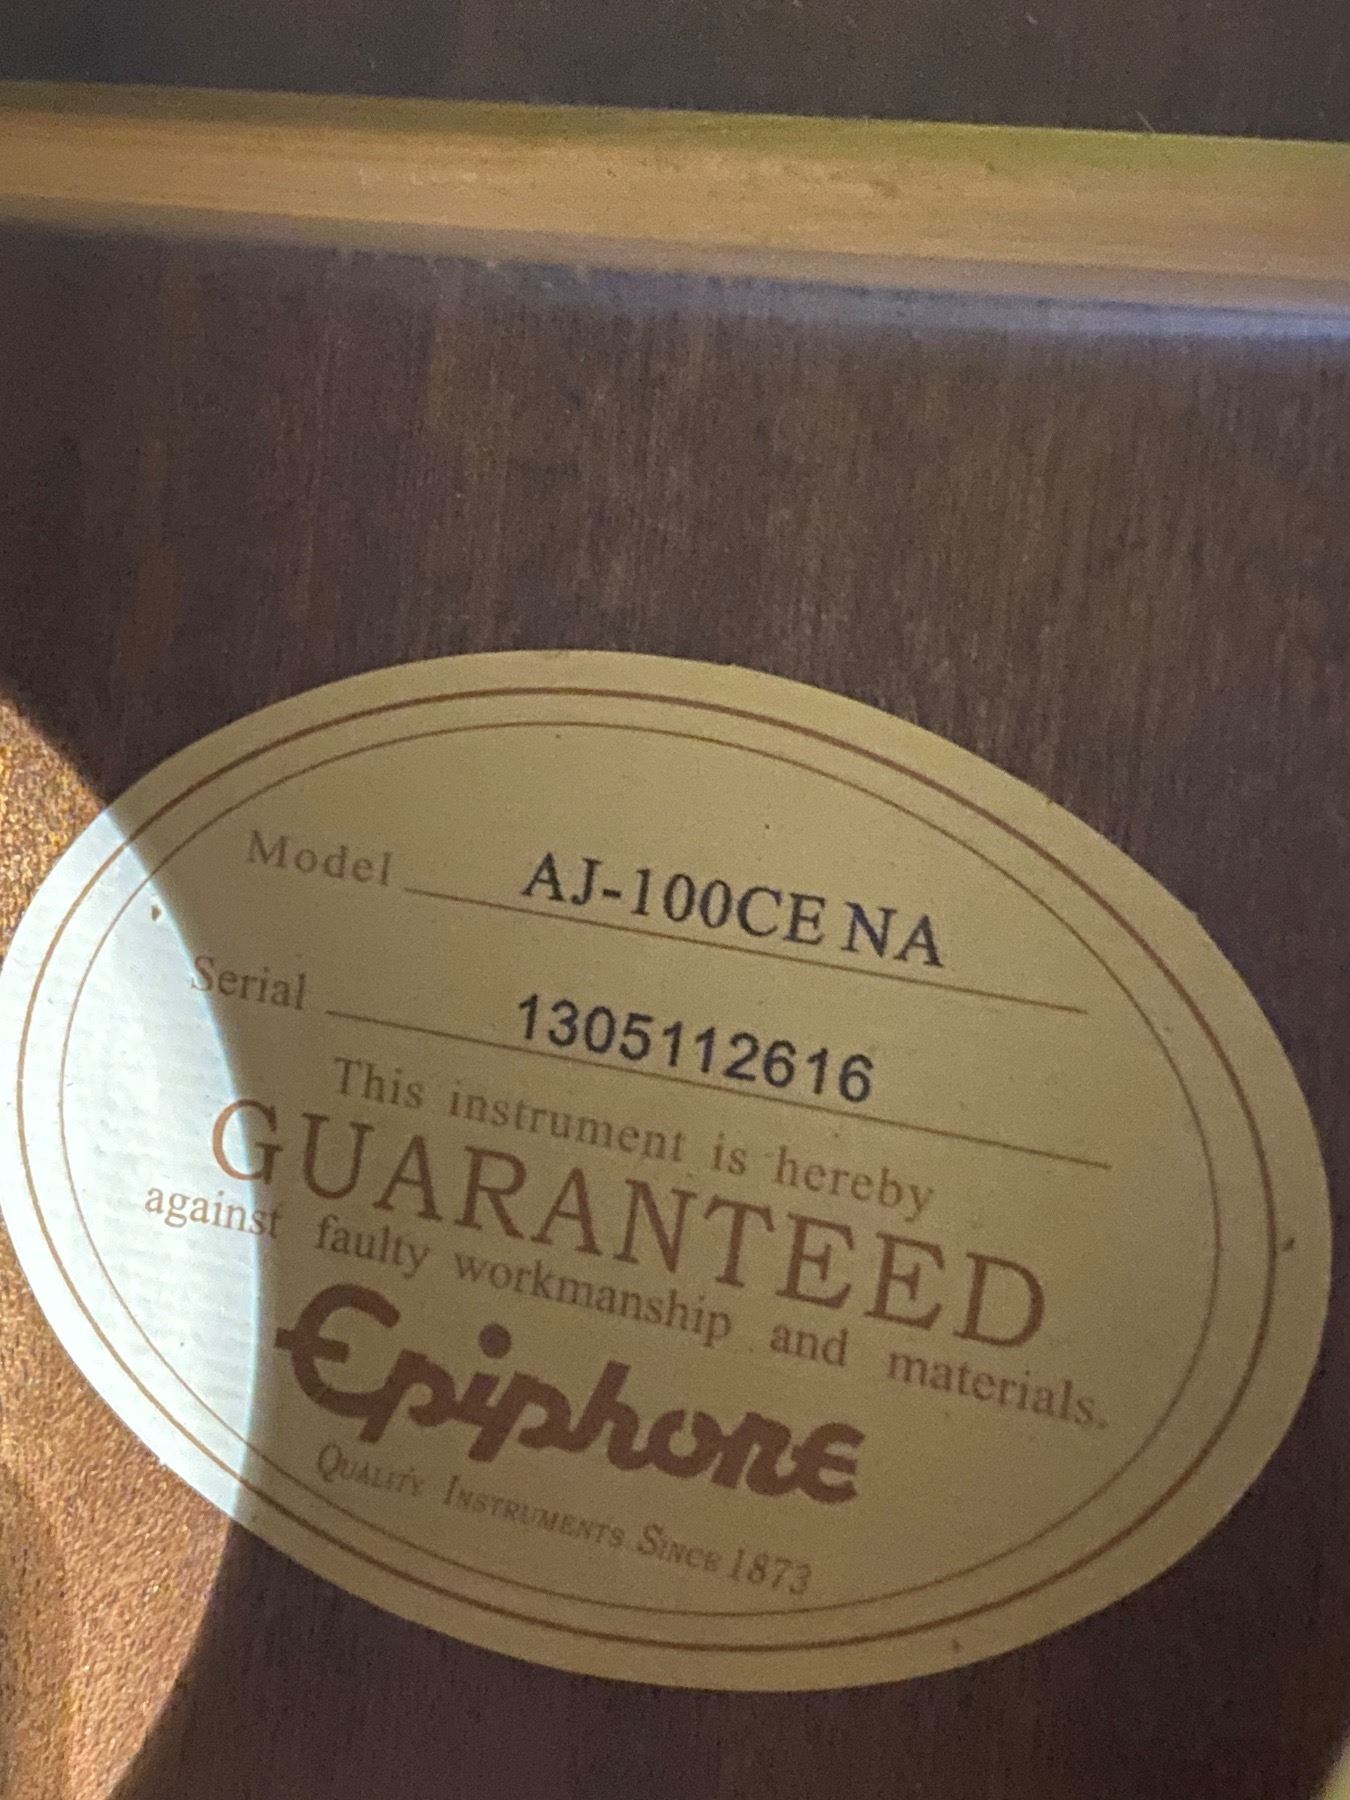 Model AJ-100CE NA
Serial 1305112616
This instrument is hereby
GUARANTEED
against faulty workmanship and materials.
Epiphone
QUALITY INSTRUMENTS SINCE 1873